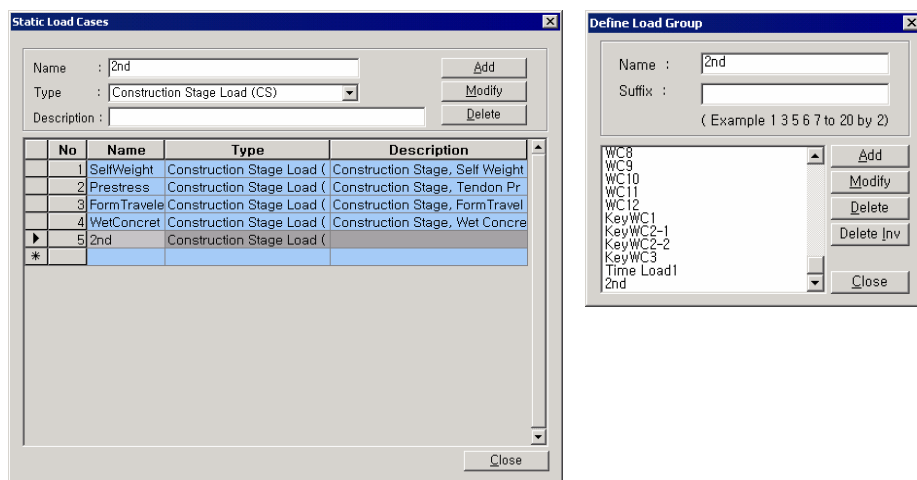 Static Load Cases
Name : 2nd
Add
Type : Construction Stage Load (CS)
Modify
Description :
Delete
No Name Type Description
1 SelfWeight Construction Stage Load ( Construction Stage, Self Weight
2 Prestress Construction Stage Load ( Construction Stage, Tendon Pr
3 FormTravele Construction Stage Load ( Construction Stage, FormTravel
4 WetConcret Construction Stage Load ( Construction Stage, Wet Concre
5 2nd Construction Stage Load (
*
Close
Define Load Group
Name : 2nd
Suffix :
( Example 1 3 5 6 7 to 20 by 2)
WC8
WC9
WC10
WC11
WC12
KeyWC1
KeyWC2-1
KeyWC2-2
KeyWC3
Time Load1
2nd
Add
Modify
Delete
Delete Inv
Close